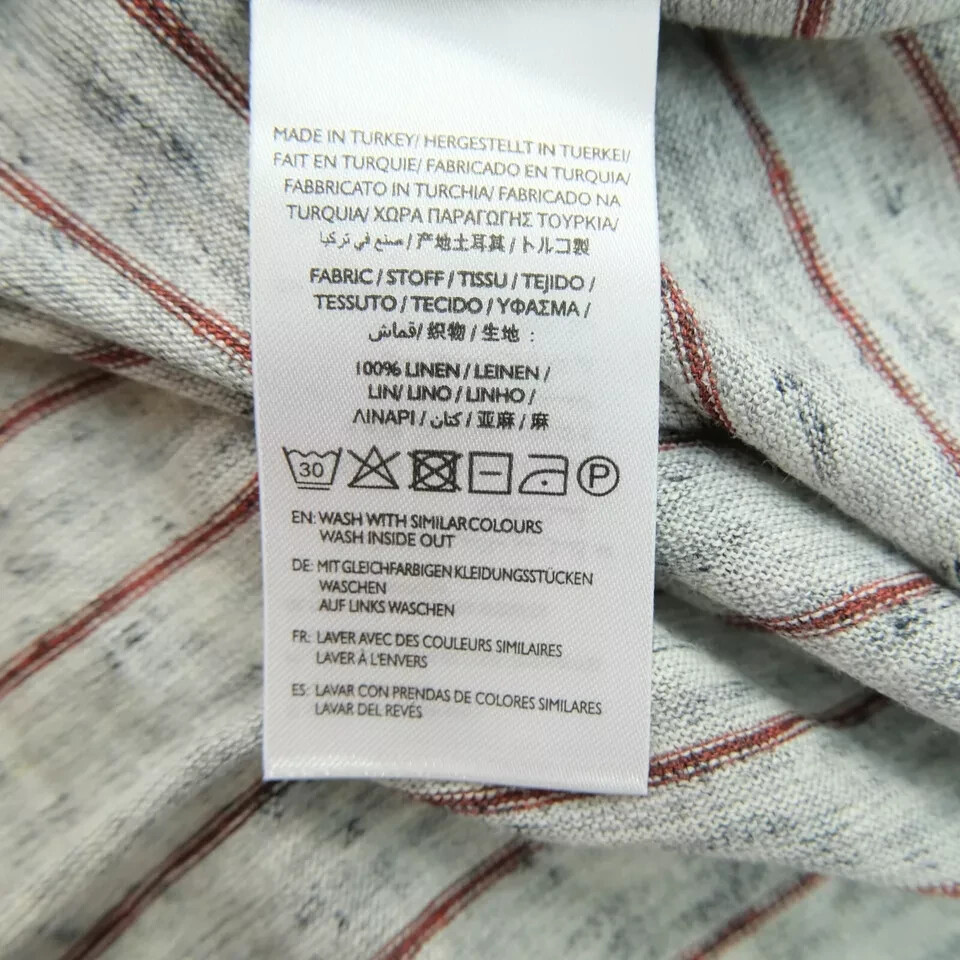 MADE IN TURKEY/ HERGESTELLT IN TUERKEI/
FAIT EN TURQUIE/ FABRICADO EN TURQUIA/
FABBRICATO IN TURCHIA/ FABRICADO NA
TURQUIA/ ΧΩΡΑ ΠΑΡΑΓΩΓΗΣ ΤΟΥΡΚΙΑ/
صنع في تركيا / 产地土耳其 / トルコ製
FABRIC / STOFF / TISSU / TEJIDO /
TESSUTO / TECIDO / ΥΦΑΣΜΑ /
قماش/ 织物 / 生地 :
100% LINEN / LEINEN /
LIN/ LINO / LINHO /
ΛΙΝΑΡΙ / كتان / 亚麻 / 麻
30 P
EN: WASH WITH SIMILAR COLOURS
WASH INSIDE OUT
DE: MIT GLEICHFARBIGEN KLEIDUNGSSTÜCKEN
WASCHEN
AUF LINKS WASCHEN
FR: LAVER AVEC DES COULEURS SIMILAIRES
LAVER À L'ENVERS
ES: LAVAR CON PRENDAS DE COLORES SIMILARES
LAVAR DEL REVÉS